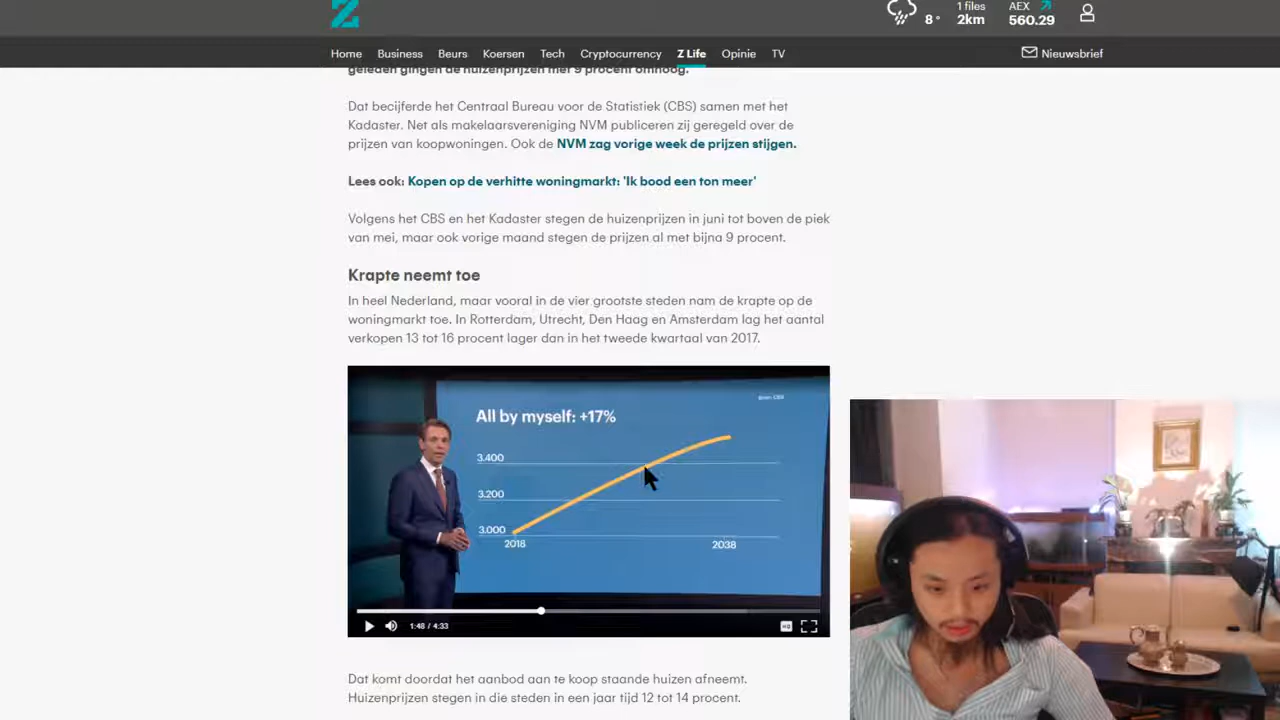 Z
8°
1 files
2km
AEX
560.29
Home Business Beurs Koersen Tech Cryptocurrency Z Life Opinie TV
Nieuwsbrief
geleden gingen de huizenprijzen met 9 procent omhoog.
Dat becijferde het Centraal Bureau voor de Statistiek (CBS) samen met het
Kadaster. Net als makelaarsvereniging NVM publiceren zij geregeld over de
prijzen van koopwoningen. Ook de NVM zag vorige week de prijzen stijgen.
Lees ook: Kopen op de verhitte woningmarkt: 'Ik bood een ton meer'
Volgens het CBS en het Kadaster stegen de huizenprijzen in juni tot boven de piek
van mei, maar ook vorige maand stegen de prijzen al met bijna 9 procent.
Krapte neemt toe
In heel Nederland, maar vooral in de vier grootste steden nam de krapte op de
woningmarkt toe. In Rotterdam, Utrecht, Den Haag en Amsterdam lag het aantal
verkopen 13 tot 16 procent lager dan in het tweede kwartaal van 2017.
Bron: CBS
All by myself: +17%
3.400
3.200
3.000
2018 2038
1:48 / 4:33
HD
Dat komt doordat het aanbod aan te koop staande huizen afneemt.
Huizenprijzen stegen in die steden in een jaar tijd 12 tot 14 procent.